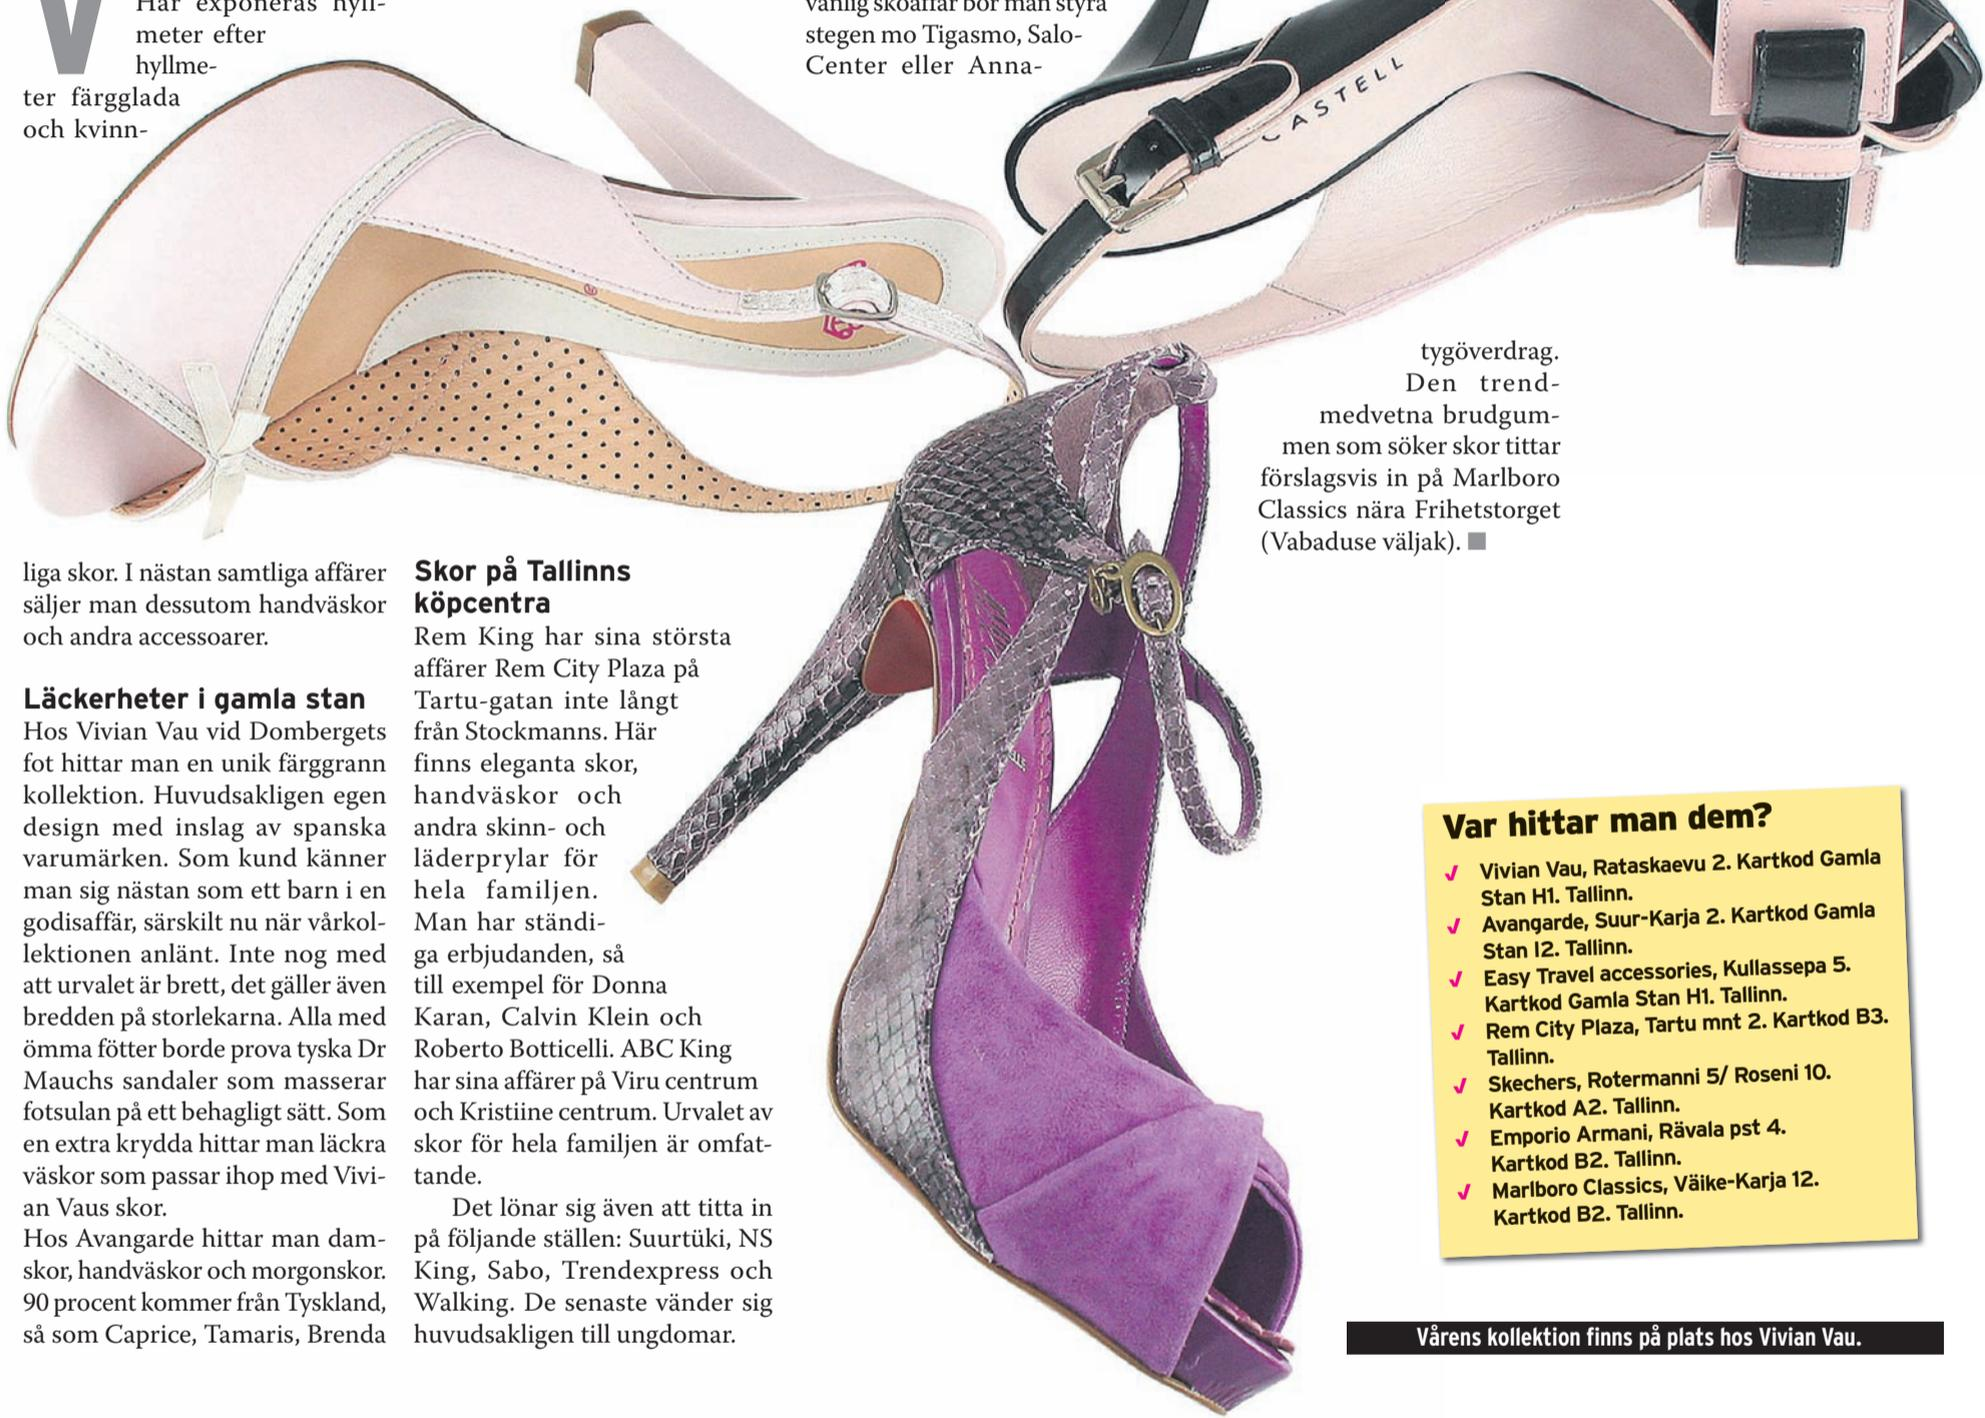 V
Här exponeras hyll-
meter efter
hyllme-
ter färgglada
och kvinn-
liga skor. I nästan samtliga affärer
säljer man dessutom handväskor
och andra accessoarer.
Läckerheter i gamla stan
Hos Vivian Vau vid Dombergets
fot hittar man en unik färggrann
kollektion. Huvudsakligen egen
design med inslag av spanska
varumärken. Som kund känner
man sig nästan som ett barn i en
godisaffär, särskilt nu när vårkol-
lektionen anlänt. Inte nog med
att urvalet är brett, det gäller även
bredden på storlekarna. Alla med
ömma fötter borde prova tyska Dr
Mauchs sandaler som masserar
fotsulan på ett behagligt sätt. Som
en extra krydda hittar man läckra
väskor som passar ihop med Vivi-
an Vaus skor.
Hos Avangarde hittar man dam-
skor, handväskor och morgonskor.
90 procent kommer från Tyskland,
så som Caprice, Tamaris, Brenda
Skor på Tallinns
köpcentra
Rem King har sina största
affärer Rem City Plaza på
Tartu-gatan inte långt
från Stockmanns. Här
finns eleganta skor,
handväskor och
andra skinn- och
läderprylar för
hela familjen.
Man har ständi-
ga erbjudanden, så
till exempel för Donna
Karan, Calvin Klein och
Roberto Botticelli. ABC King
har sina affärer på Viru centrum
och Kristiine centrum. Urvalet av
skor för hela familjen är omfat-
tande.
Det lönar sig även att titta in
på följande ställen: Suurtüki, NS
King, Sabo, Trendexpress och
Walking. De senaste vänder sig
huvudsakligen till ungdomar.
vanlig skoaffär bör man styra
stegen mo Tigasmo, Salo-
Center eller Anna-
CASTELL
tygöverdrag.
Den trend-
medvetna brudgum-
men som söker skor tittar
förslagsvis in på Marlboro
Classics nära Frihetstorget
(Vabaduse väljak).
Var hittar man dem?
Vivian Vau, Rataskaevu 2. Kartkod Gamla
Stan H1. Tallinn.
Avangarde, Suur-Karja 2. Kartkod Gamla
Stan I2. Tallinn.
Easy Travel accessories, Kullassepa 5.
Kartkod Gamla Stan H1. Tallinn.
Rem City Plaza, Tartu mnt 2. Kartkod B3.
Tallinn.
Skechers, Rotermanni 5/ Roseni 10.
Kartkod A2. Tallinn.
Emporio Armani, Rävala pst 4.
Kartkod B2. Tallinn.
Marlboro Classics, Väike-Karja 12.
Kartkod B2. Tallinn.
Vårens kollektion finns på plats hos Vivian Vau.